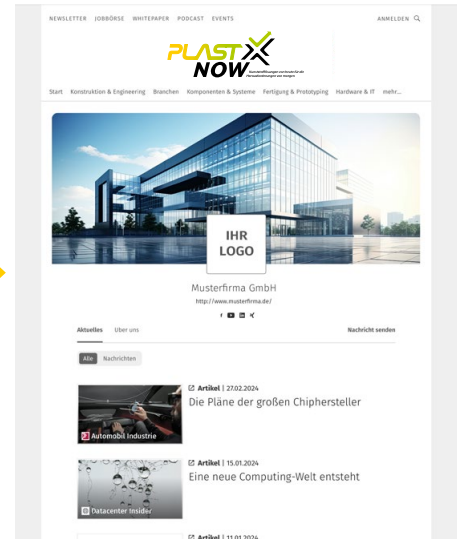 NEWSLETTER JOBBÖRSE WHITEPAPER PODCAST EVENTS ANMELDEN
PLASTX
NOW
Start Konstruktion & Engineering Branchen Komponenten & Systeme Fertigung & Prototyping Hardware & IT mehr...
IHR
LOGO
Musterfirma GmbH
http://www.musterfirma.de/
Aktuelles Über uns Nachricht senden
Alle Nachrichten
Artikel | 27.02.2024
Die Pläne der großen Chiphersteller
Automobil Industrie
Artikel | 15.01.2024
Eine neue Computing-Welt entsteht
Datacenter Insider
Artikel | 11.01.2024